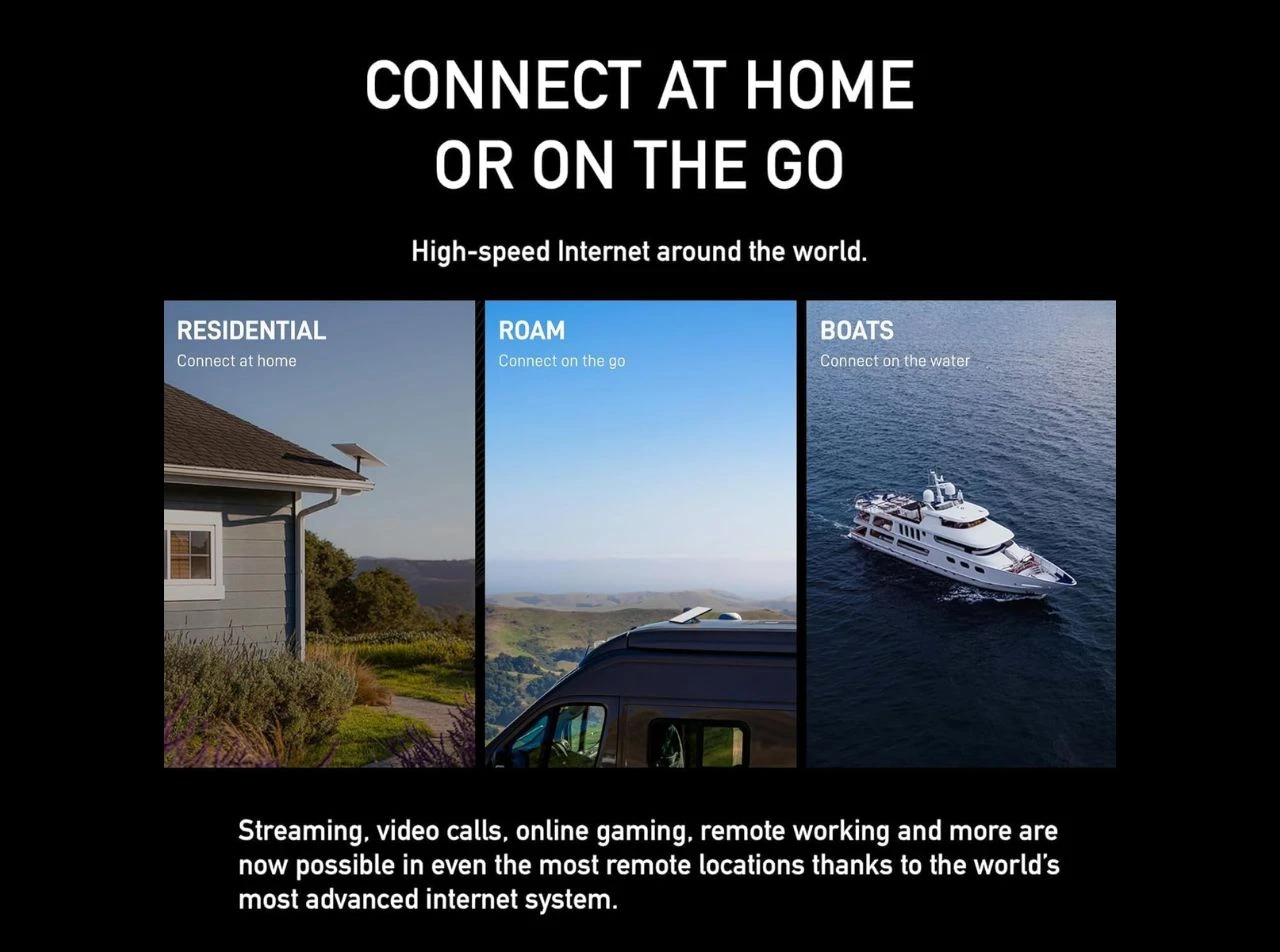 CONNECT AT HOME
OR ON THE GO
High-speed Internet around the world.
RESIDENTIAL
Connect at home
ROAM
Connect on the go
BOATS
Connect on the water
Streaming, video calls, online gaming, remote working and more are
now possible in even the most remote locations thanks to the world’s
most advanced internet system.